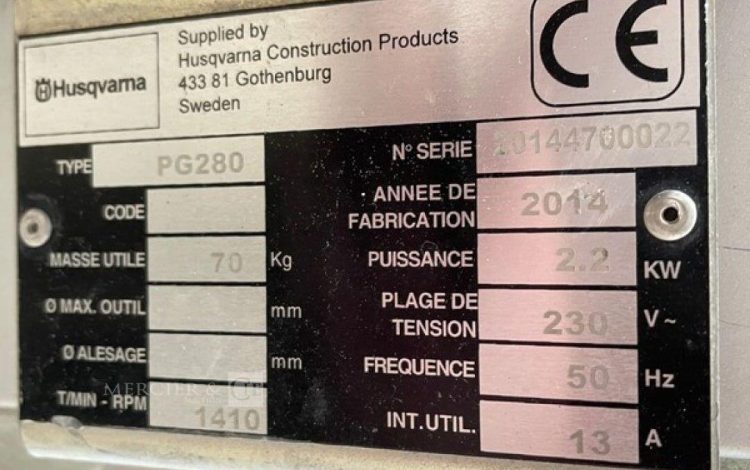 Husqvarna
Supplied by
Husqvarna Construction Products
433 81 Gothenburg
Sweden
CE
TYPE PG280
CODE
MASSE UTILE 70 Kg
Ø MAX. OUTIL mm
Ø ALESAGE mm
T/MIN - RPM 1410
N° SERIE 20144700022
ANNEE DE
FABRICATION 2014
PUISSANCE 2.2 KW
PLAGE DE
TENSION 230 V~
FREQUENCE 50 Hz
INT.UTIL. 13 A
MERCIER &